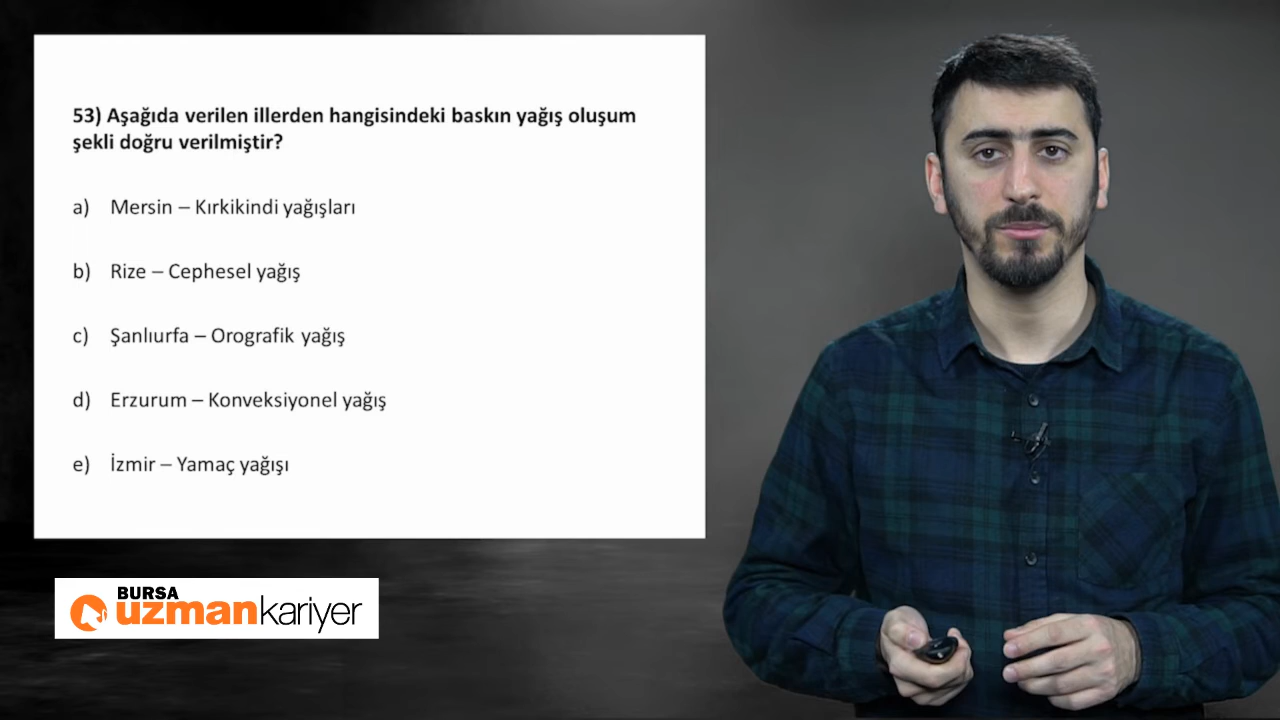 53) Aşağıda verilen illerden hangisindeki baskın yağış oluşum
şekli doğru verilmiştir?
a) Mersin – Kırkikindi yağışları
b) Rize – Cephesel yağış
c) Şanlıurfa – Orografik yağış
d) Erzurum – Konveksiyonel yağış
e) İzmir – Yamaç yağışı
BURSA
uzmankariyer